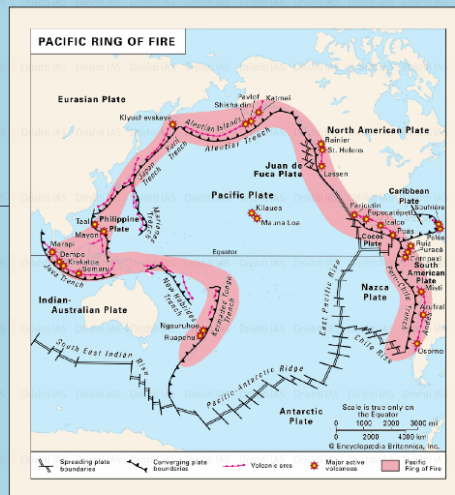 PACIFIC RING OF FIRE
Eurasian Plate
Klyuchevskaya
Aleutian Islands
Shishaldin
Pavlof
Katmai
Aleutian Trench
Kuril
Trench
Japan
Trench
North American Plate
Rainier
St. Helens
Lassen
Juan de
Fuca Plate
Pacific Plate
Kilauea
Mauna Loa
Mariana
Trench
Philippine
Plate
Taal
Mayon
Caribbean
Plate
Soufrière
Pelée
Paricutín
Popocatépetl
Izalco
Poás
Cocos
Plate
Ruiz
Puracé
Cotopaxi
South
American
Plate
Equator
Merapi
Dempo
Krakatoa
Semeru
Java Trench
Indian-
Australian Plate
New Hebrides
Trench
Kermadec-Tonga
Trench
Ngauruhoe
Ruapehu
East Pacific Rise
Nazca
Plate
Peru-Chile Trench
Misti
Andes
Osorno
Chile Rise
South East Indian
Rise
Pacific-Antarctic Ridge
Antarctic
Plate
Scale is true only on
the Equator
0 1000 2000 3000 mi
0 2000 4000 km
© Encyclopædia Britannica, Inc.
Spreading plate
boundaries
Converging plate
boundaries
Volcanic arcs
Major active
volcanoes
Pacific
Ring of Fire